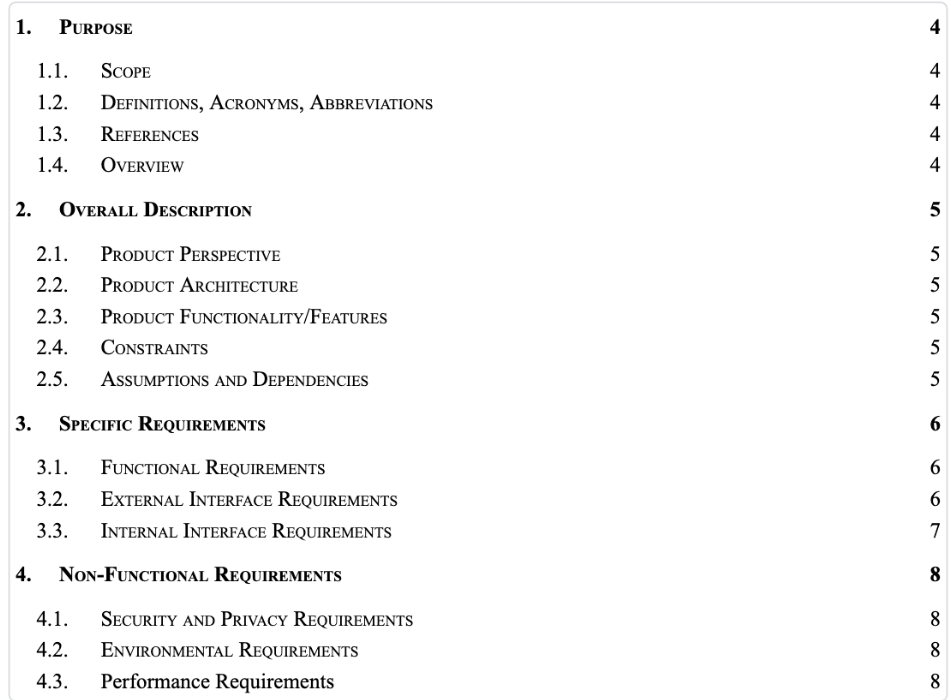 1. Purpose 4
1.1. Scope 4
1.2. Definitions, Acronyms, Abbreviations 4
1.3. References 4
1.4. Overview 4
2. Overall Description 5
2.1. Product Perspective 5
2.2. Product Architecture 5
2.3. Product Functionality/Features 5
2.4. Constraints 5
2.5. Assumptions and Dependencies 5
3. Specific Requirements 6
3.1. Functional Requirements 6
3.2. External Interface Requirements 6
3.3. Internal Interface Requirements 7
4. Non-Functional Requirements 8
4.1. Security and Privacy Requirements 8
4.2. Environmental Requirements 8
4.3. Performance Requirements 8